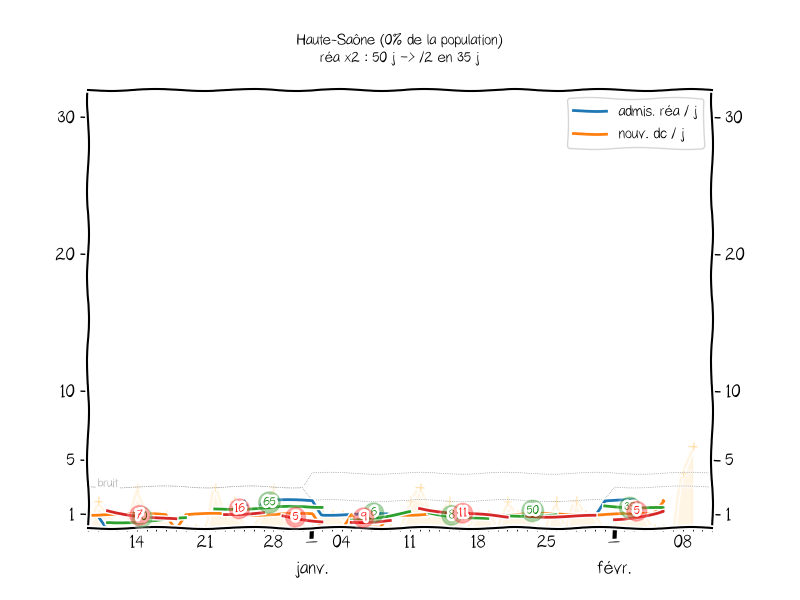 Haute-Saône (0% de la population)
réa x2 : 50 j -> /2 en 35 j
admis. réa / j
nouv. dc / j
30 30
20 20
10 10
5 5
bruit
65
16
5
9
6
11
50
5
1 1
14 21 28 04 11 18 25 08
janv. févr.